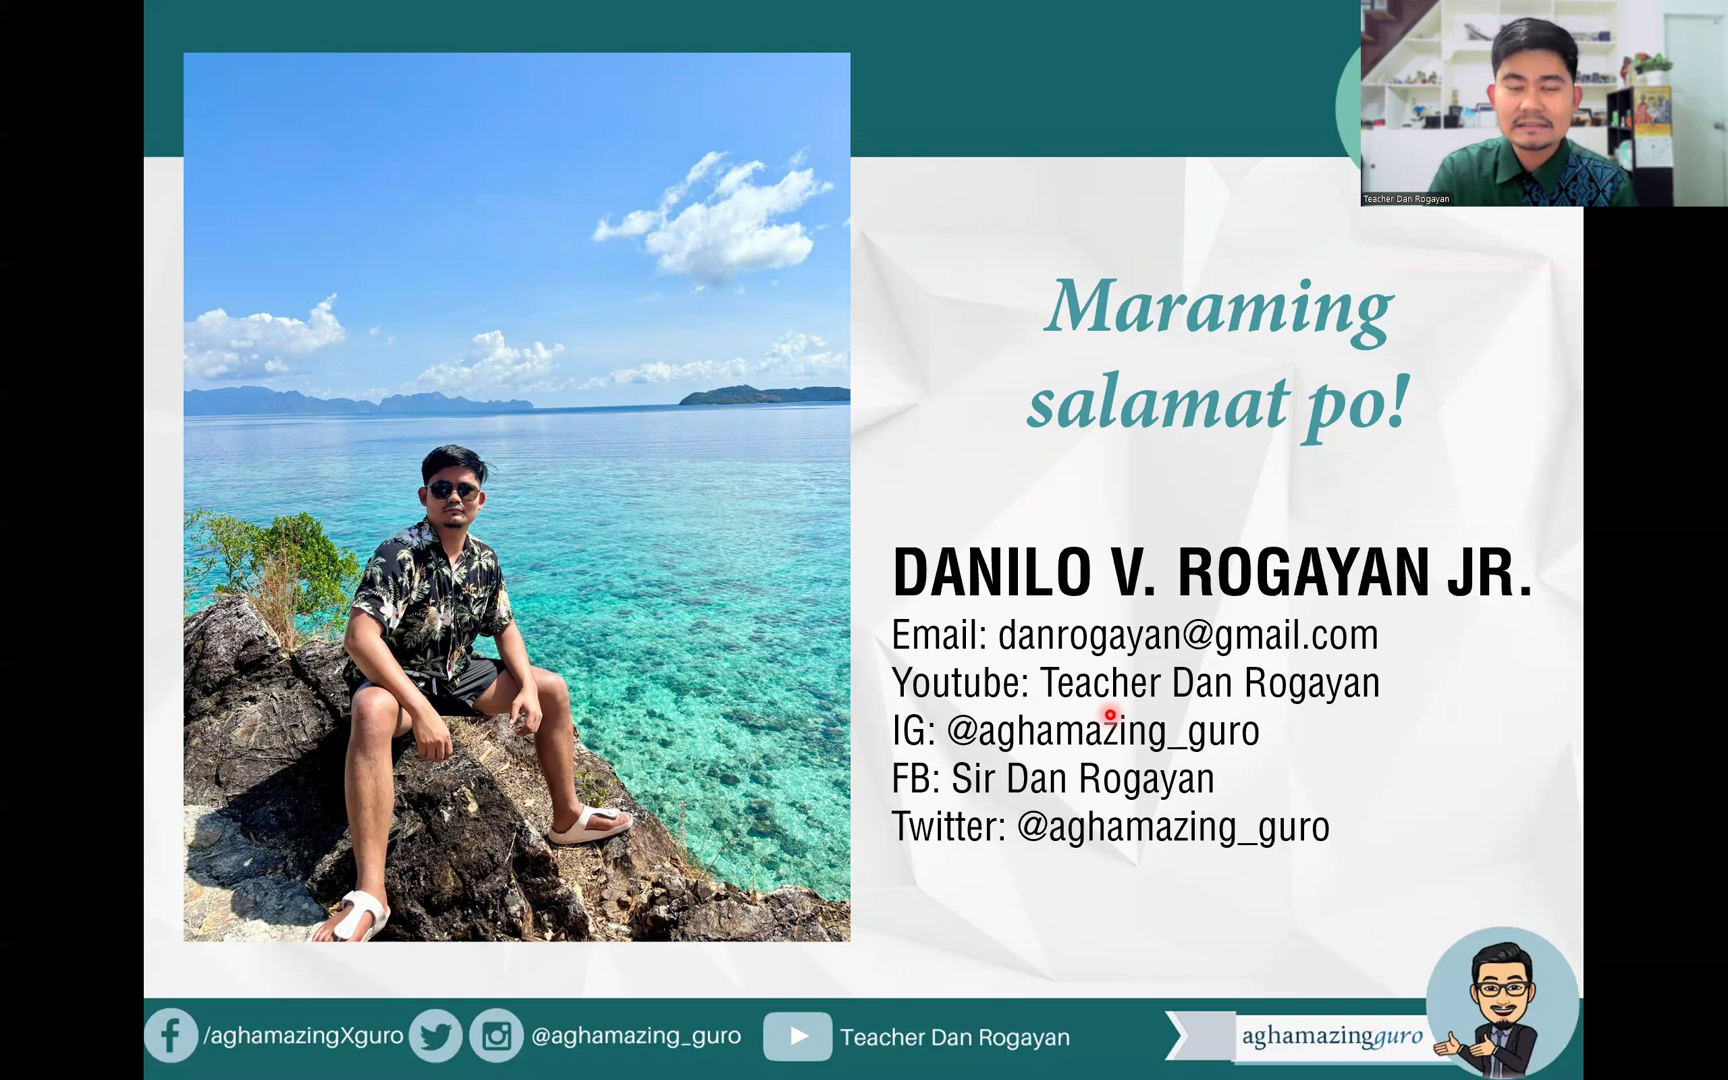 Teacher Dan Rogayan
Maraming
salamat po!
DANILO V. ROGAYAN JR.
Email: danrogayan@gmail.com
Youtube: Teacher Dan Rogayan
IG: @aghamazing_guro
FB: Sir Dan Rogayan
Twitter: @aghamazing_guro
/aghamazingXguro @aghamazing_guro Teacher Dan Rogayan aghamazingguro